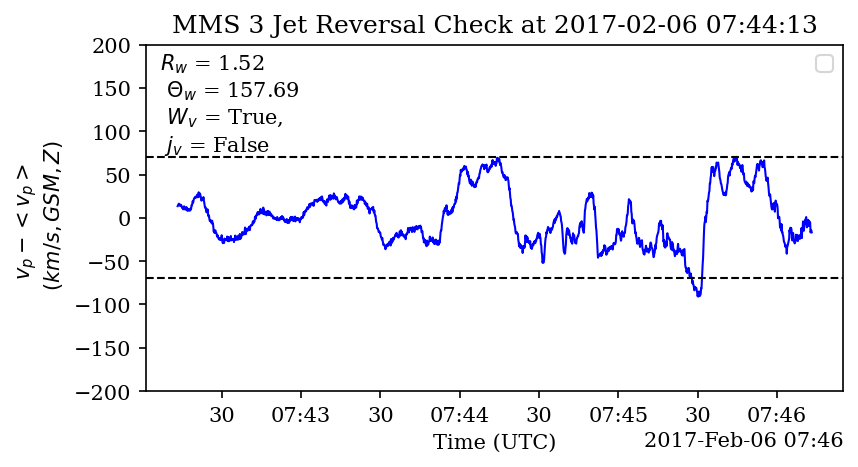 MMS 3 Jet Reversal Check at 2017-02-06 07:44:13
R_w = 1.52
Θ_w = 157.69
W_v = True,
j_v = False
v_p − < v_p >
(km/s, GSM, Z)
200
150
100
50
0
−50
−100
−150
−200
30 07:43 30 07:44 30 07:45 30 07:46
Time (UTC)
2017-Feb-06 07:46